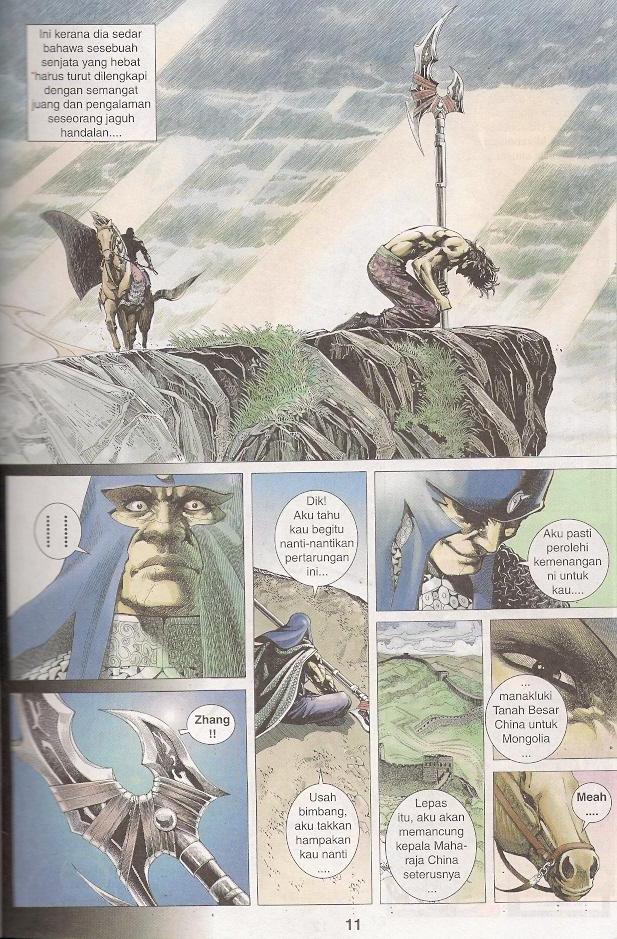 Ini kerana dia sedar
bahawa sesebuah
senjata yang hebat
harus turut dilengkapi
dengan semangat
juang dan pengalaman
seseorang jaguh
handalan....
Dik!
Aku tahu
kau begitu
nanti-nantikan
pertarungan
ini...
Aku pasti
perolehi
kemenangan
ni untuk
kau....
Zhang
!!
Usah
bimbang,
aku takkan
hampakan
kau nanti
....
Lepas
itu, aku akan
memancung
kepala Maha-
raja China
seterusnya
...
...
manakluki
Tanah Besar
China untuk
Mongolia
...
Meah
....
11